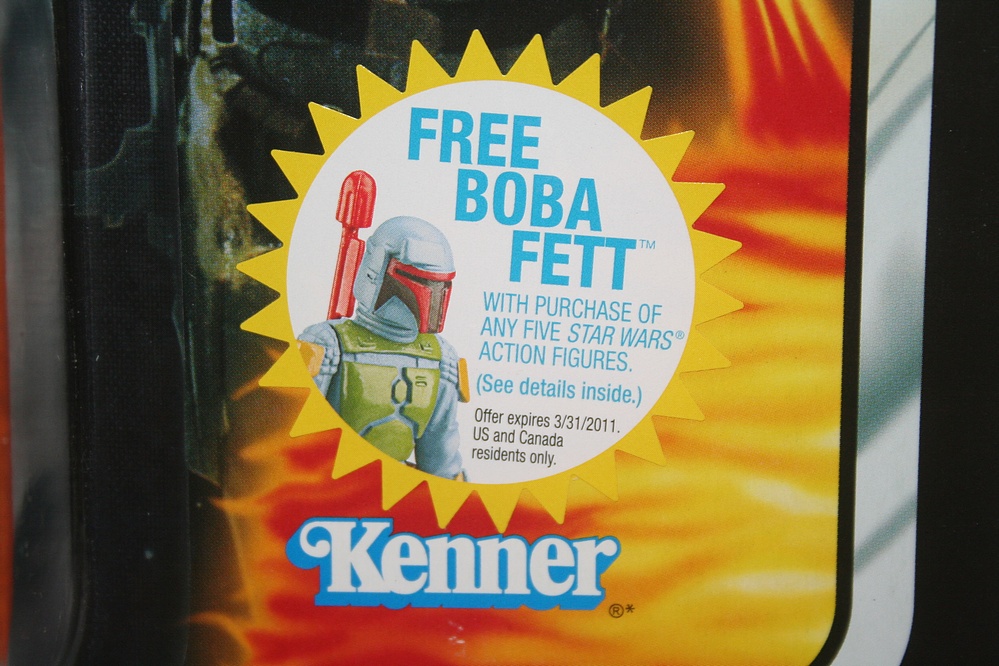 FREE
BOBA
FETT™
WITH PURCHASE OF
ANY FIVE STAR WARS®
ACTION FIGURES.
(See details inside.)
Offer expires 3/31/2011.
US and Canada
residents only.
Kenner
®*